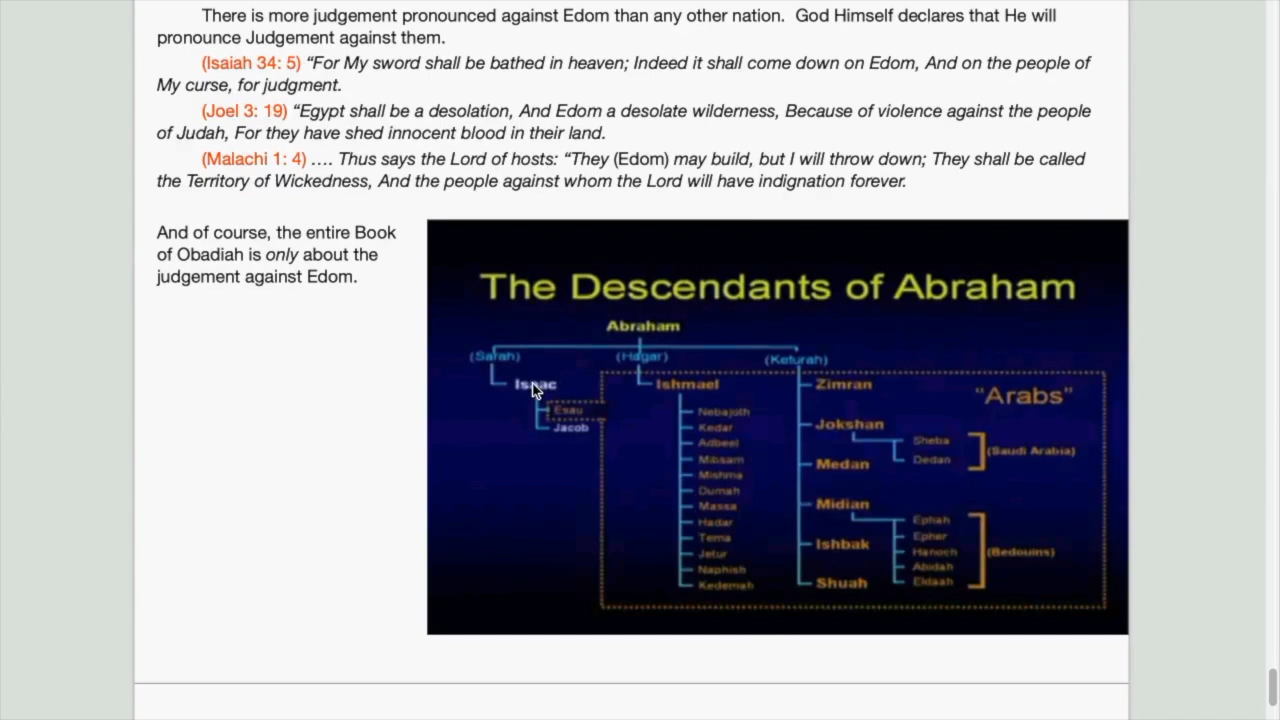 There is more judgement pronounced against Edom than any other nation.  God Himself declares that He will
pronounce Judgement against them.
(Isaiah 34: 5) “For My sword shall be bathed in heaven; Indeed it shall come down on Edom, And on the people of
My curse, for judgment.
(Joel 3: 19) “Egypt shall be a desolation, And Edom a desolate wilderness, Because of violence against the people
of Judah, For they have shed innocent blood in their land.
(Malachi 1: 4) …. Thus says the Lord of hosts: “They (Edom) may build, but I will throw down; They shall be called
the Territory of Wickedness, And the people against whom the Lord will have indignation forever.
And of course, the entire Book
of Obadiah is only about the
judgement against Edom.
The Descendants of Abraham
Abraham
(Sarah)
(Hagar)
(Keturah)
Isaac
Esau
Jacob
Ishmael
Nebajoth
Kedar
Adbeel
Mibsam
Mishma
Dumah
Massa
Hadar
Tema
Jetur
Naphish
Kedemah
Zimran
Jokshan
Medan
Midian
Ishbak
Shuah
"Arabs"
Sheba
Dedan
(Saudi Arabia)
Ephah
Epher
Hanoch
Abidah
Eldaah
(Bedouins)